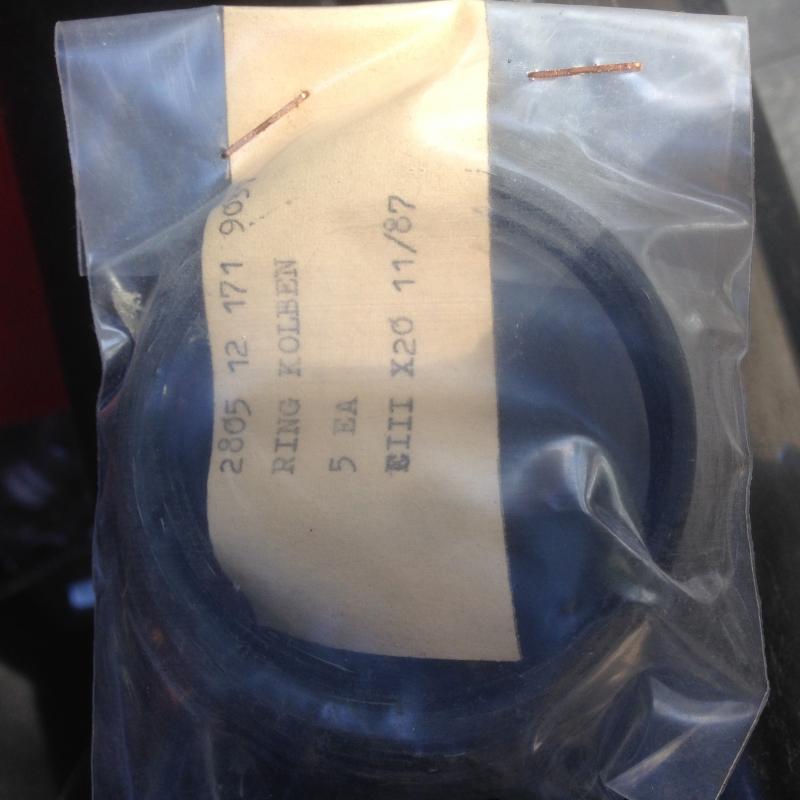 2805 12 171
RING KOLBEN
5 EA
EIII X20 11/87